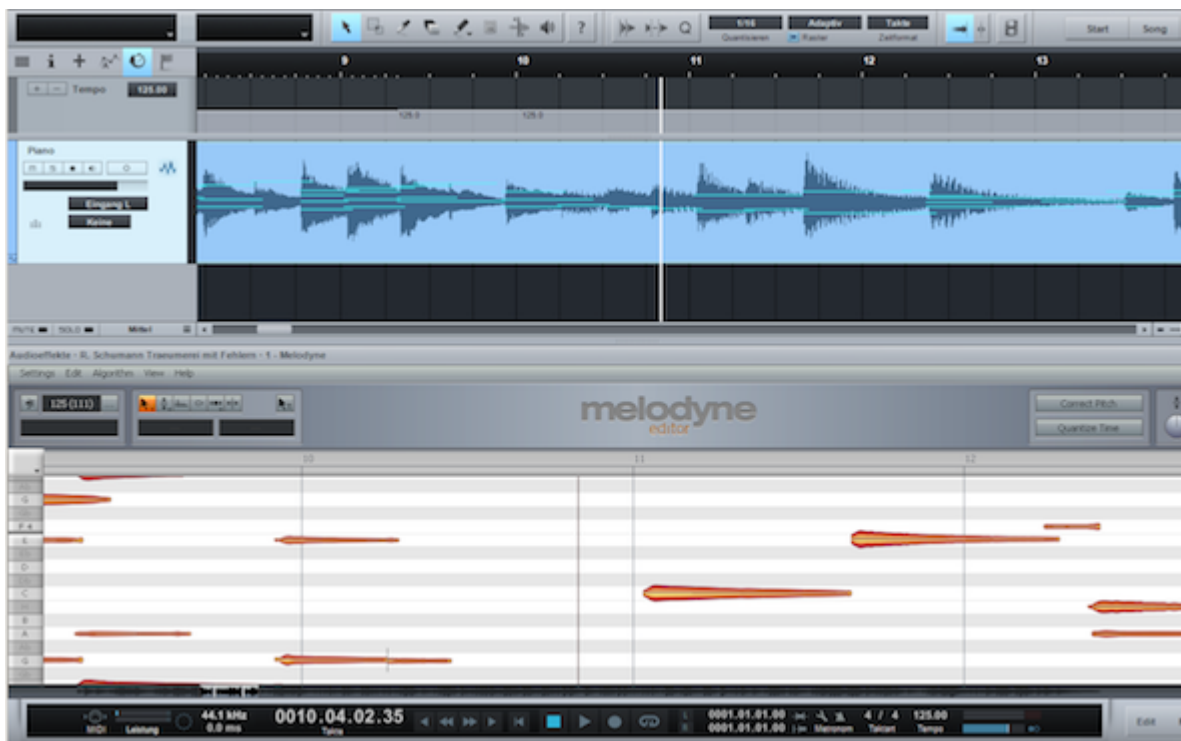 1/16 Adaptiv Takte
Quantisieren Raster Zeitformat
Start Song
9 10 11 12 13
+ - Tempo 125.00
125.0 125.0
Piano
M S
Eingang L
Keine
MUTE SOLO Mittel
Audioeffekte - R. Schumann Traeumerei mit Fehlern - 1 - Melodyne
Settings Edit Algorithm View Help
125 (111)
melodyne
editor
Correct Pitch
Quantize Time
10 11 12
G
F 4
E
D
C
B
A
G
MIDI Leistung
44.1 kHz
0.0 ms
0010.04.02.35
Takte
L 0001.01.01.00
R 0001.01.01.00
Metronom
4 / 4
Taktart
125.00
Tempo
Edit